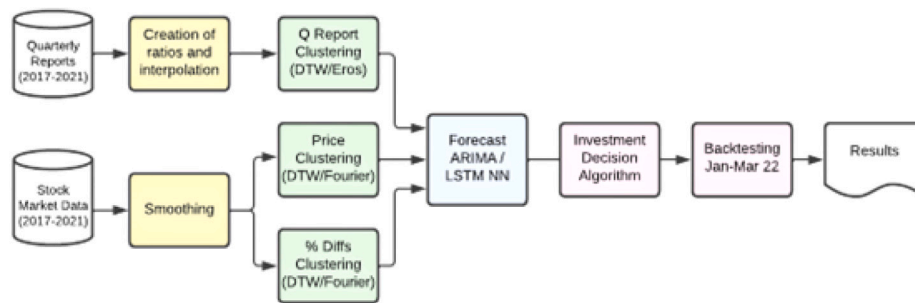 Quarterly
Reports
(2017-2021)
Creation of
ratios and
interpolation
Q Report
Clustering
(DTW/Eros)
Stock
Market Data
(2017-2021)
Smoothing
Price
Clustering
(DTW/Fourier)
% Diffs
Clustering
(DTW/Fourier)
Forecast
ARIMA /
LSTM NN
Investment
Decision
Algorithm
Backtesting
Jan-Mar 22
Results